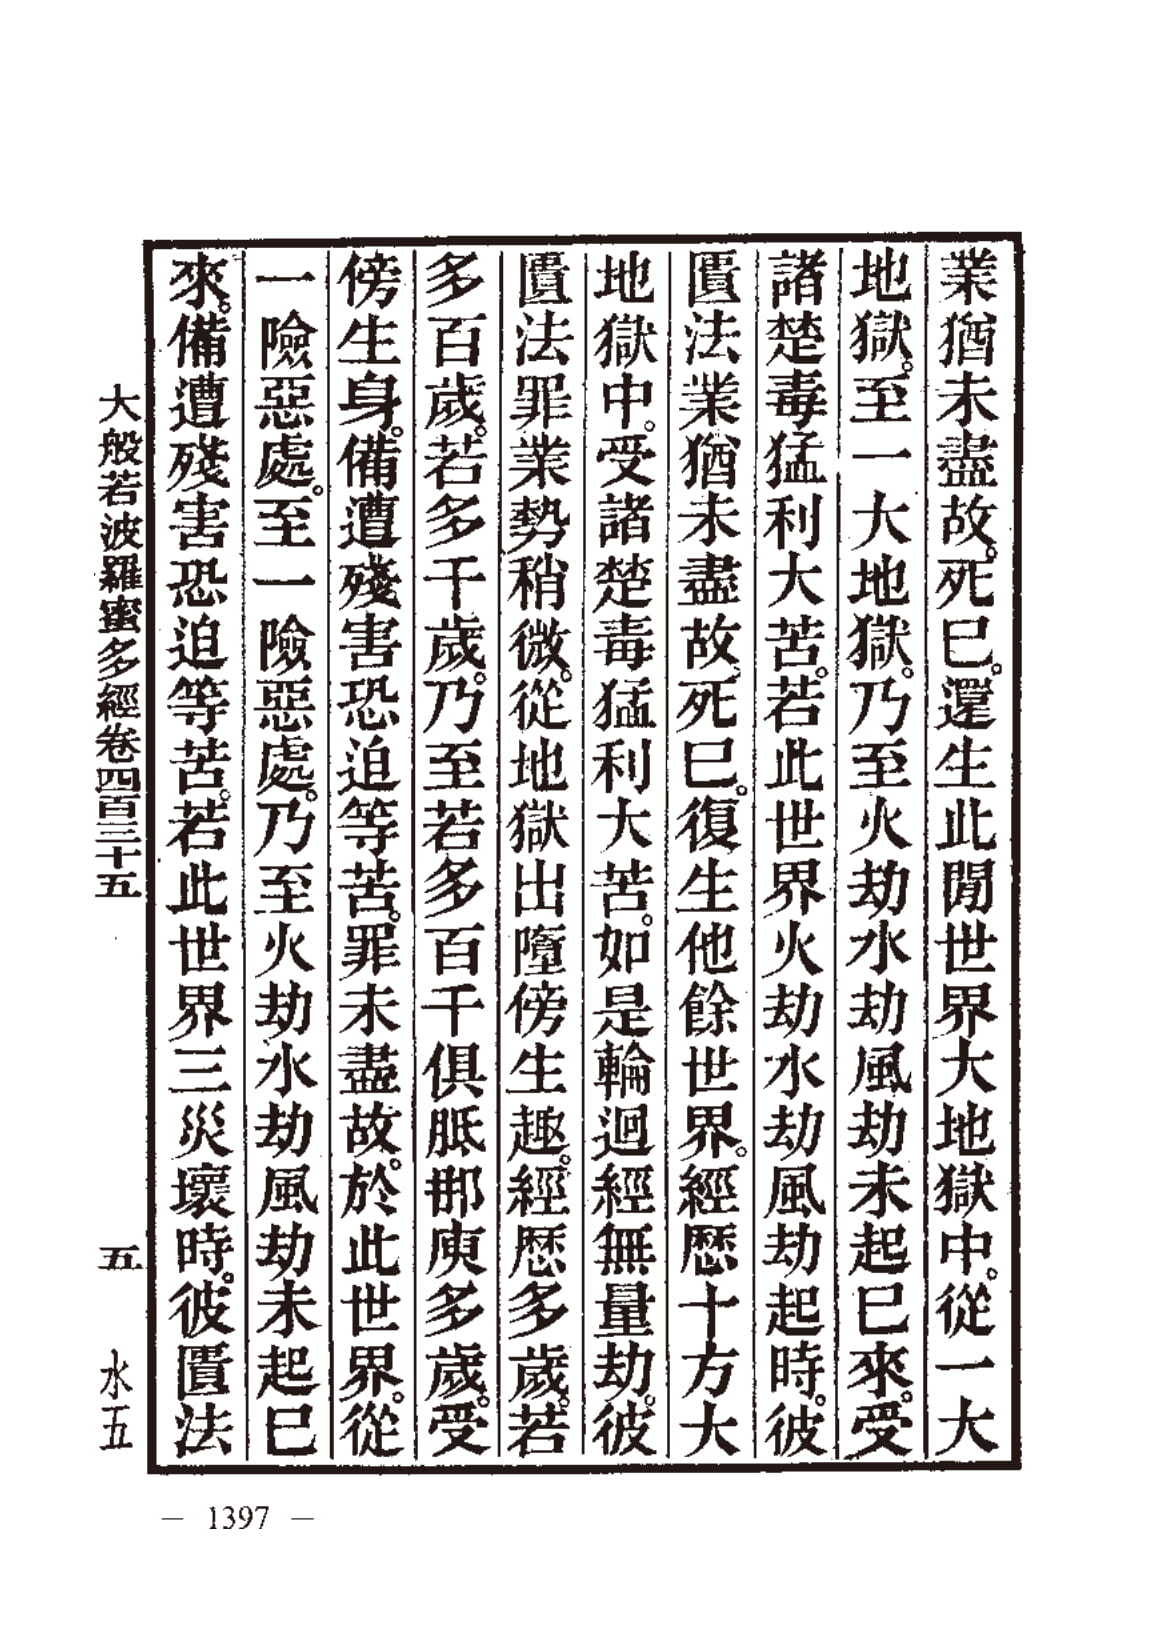 業猶未盡故。死已。還生此閒世界大地獄中。從一大
地獄。至一大地獄。乃至火劫水劫風劫未起已來。受
諸楚毒猛利大苦。若此世界火劫水劫風劫起時。彼
匱法業猶未盡故、死已。復生他餘世界。經歷十方大
地獄中。受諸楚毒猛利大苦。如是輪迴經無量劫。彼
匱法罪業勢稍微。從地獄出墮傍生趣。經歷多歲。若
多百歲。若多千歲。乃至若多百千俱胝那庾多歲。受
傍生身。備遭殘害恐迫等苦。罪未盡故。於此世界。從
一險惡處。至一險惡處。乃至火劫水劫風劫未起已
來。備遭殘害恐迫等苦。若此世界三災壞時。彼匱法
大般若波羅蜜多經卷四百三十五 五 水五
— 1397 —